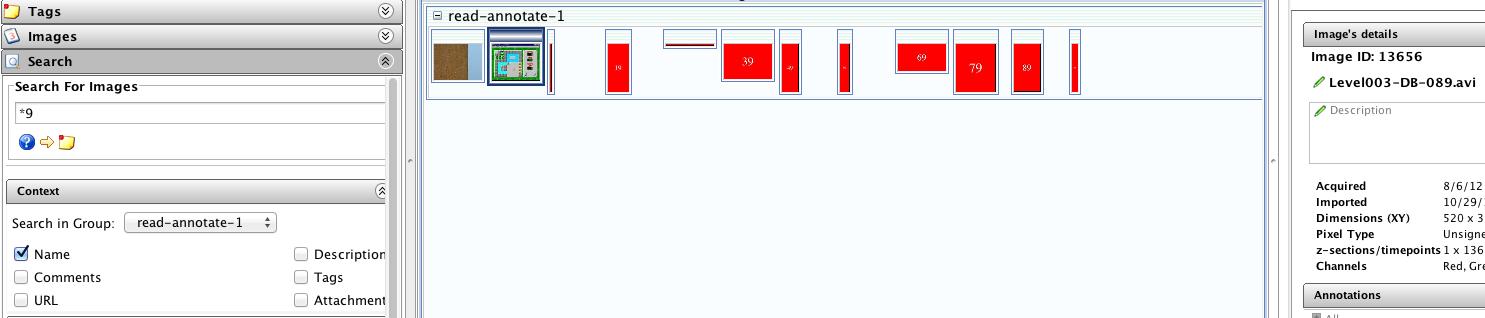 Tags
Images
Search
Search For Images
*9
Context
Search in Group: read-annotate-1
Name
Description
Comments
Tags
URL
Attachment
read-annotate-1
19
39
69
79
89
Image's details
Image ID: 13656
Level003-DB-089.avi
Description
Acquired 8/6/12
Imported 10/29/
Dimensions (XY) 520 x 3
Pixel Type Unsigne
z-sections/timepoints 1 x 136
Channels Red, Gre
Annotations